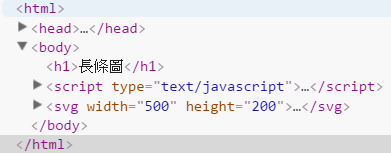 <html>
<head>…</head>
<body>
<h1>長條圖</h1>
<script type="text/javascript">…</script>
<svg width="500" height="200">…</svg>
</body>
</html>